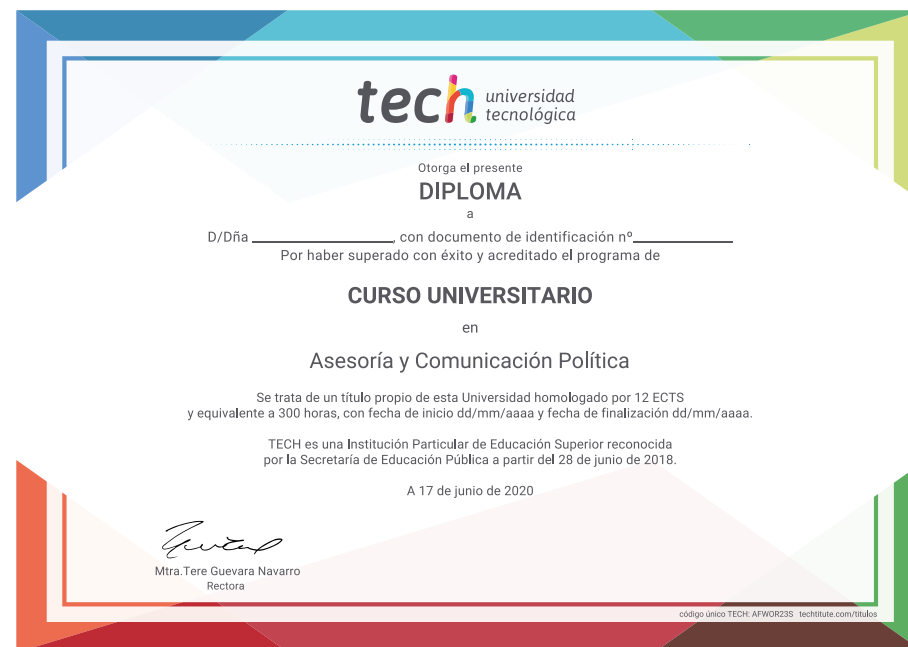 tech universidad
tecnológica
Otorga el presente
DIPLOMA
a
D/Dña ____________________, con documento de identificación nº______________
Por haber superado con éxito y acreditado el programa de
CURSO UNIVERSITARIO
en
Asesoría y Comunicación Política
Se trata de un título propio de esta Universidad homologado por 12 ECTS
y equivalente a 300 horas, con fecha de inicio dd/mm/aaaa y fecha de finalización dd/mm/aaaa.
TECH es una Institución Particular de Educación Superior reconocida
por la Secretaría de Educación Pública a partir del 28 de junio de 2018.
A 17 de junio de 2020
Mtra.Tere Guevara Navarro
Rectora
código único TECH: AFWOR23S techtitute.com/titulos